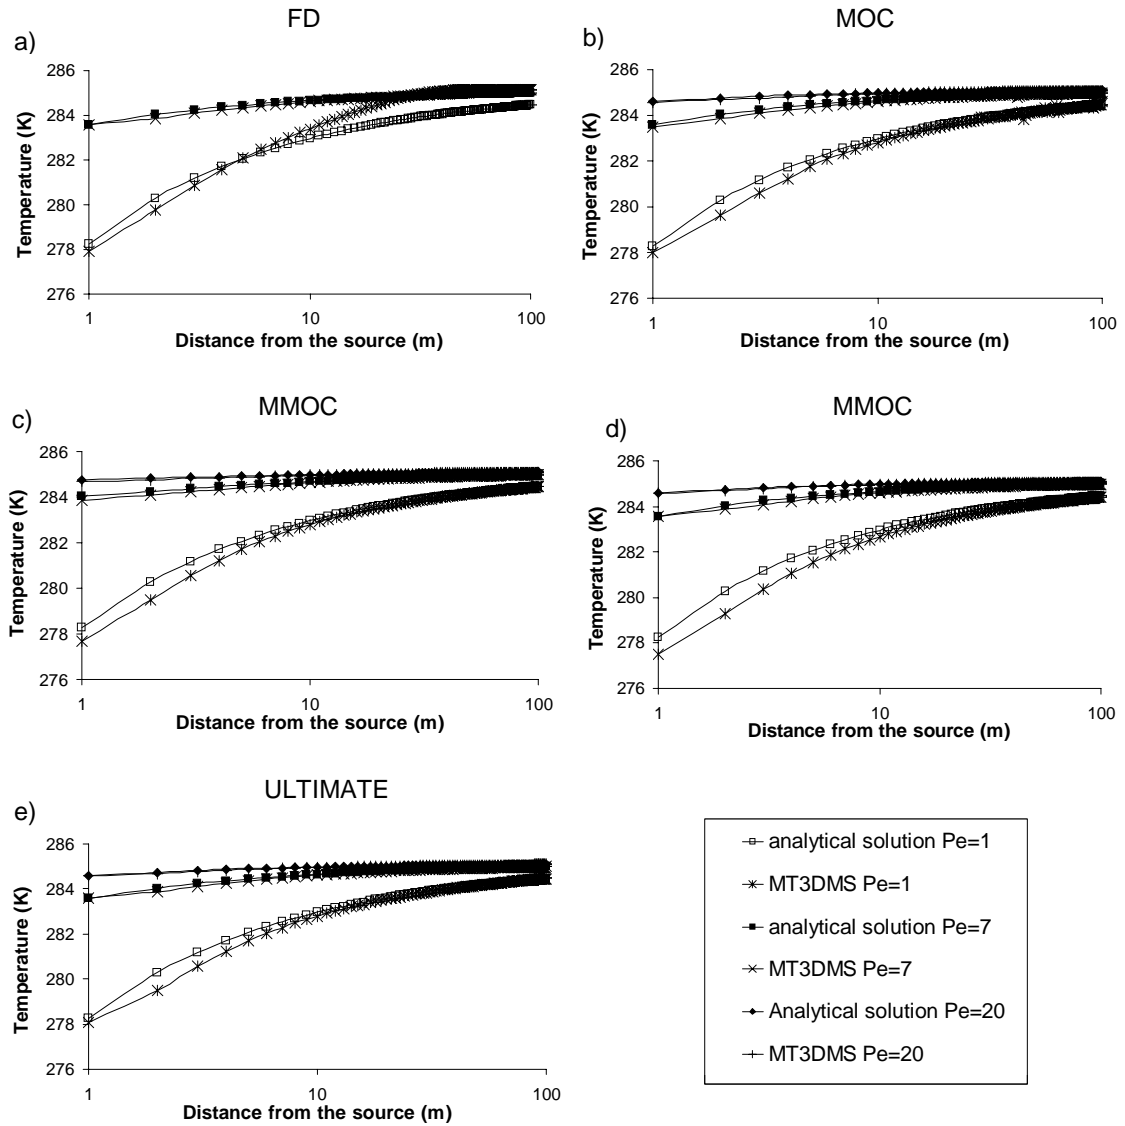 FD
a)
Temperature (K)
286
284
282
280
278
276
1
10
100
Distance from the source (m)
MOC
b)
Temperature (K)
286
284
282
280
278
276
1
10
100
Distance from the source (m)
MMOC
c)
Temperature (K)
286
284
282
280
278
276
1
10
100
Distance from the source (m)
MMOC
d)
Temperature (K)
286
284
282
280
278
276
1
10
100
Distance from the source (m)
ULTIMATE
e)
Temperature (K)
286
284
282
280
278
276
1
10
100
Distance from the source (m)
analytical solution Pe=1
MT3DMS Pe=1
analytical solution Pe=7
MT3DMS Pe=7
Analytical solution Pe=20
MT3DMS Pe=20